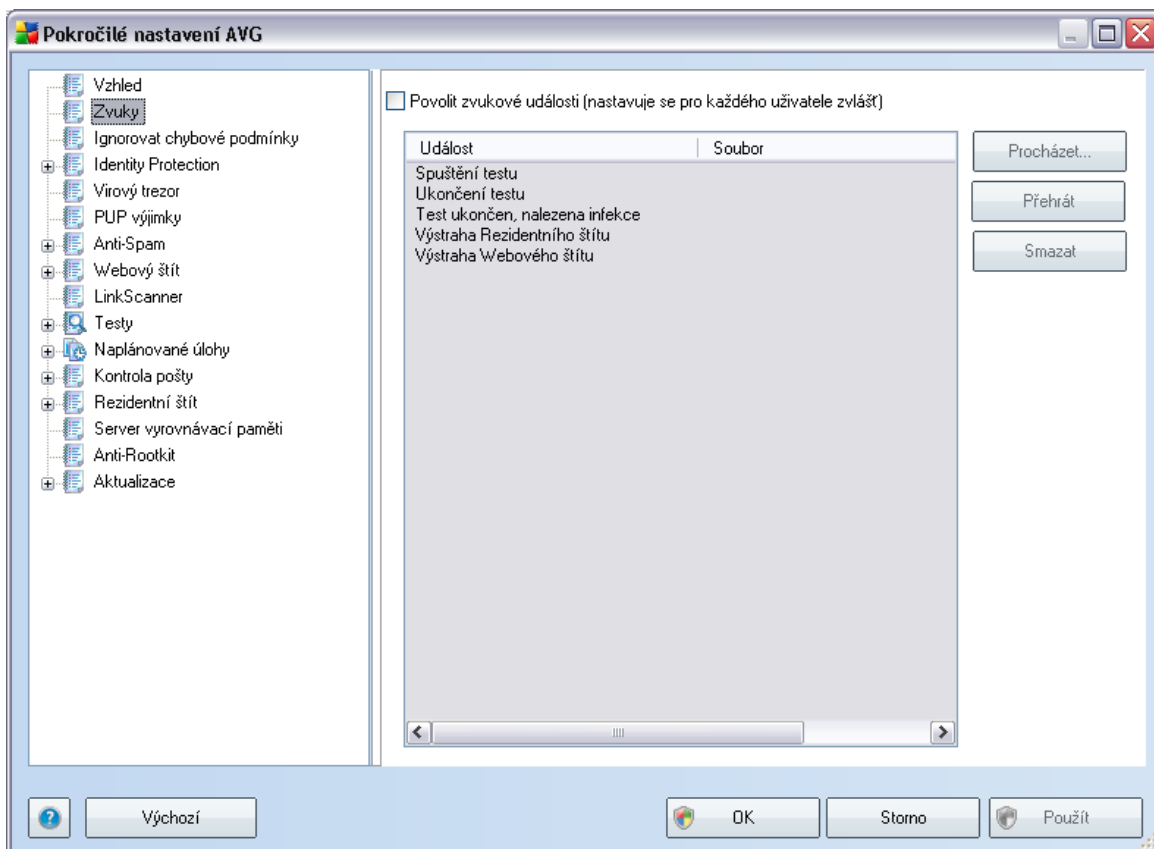 Pokročilé nastavení AVG
Vzhled
Zvuky
Ignorovat chybové podmínky
Identity Protection
Virový trezor
PUP výjimky
Anti-Spam
Webový štít
LinkScanner
Testy
Naplánované úlohy
Kontrola pošty
Rezidentní štít
Server vyrovnávací paměti
Anti-Rootkit
Aktualizace
Povolit zvukové události (nastavuje se pro každého uživatele zvlášť)
Událost Soubor
Spuštění testu
Ukončení testu
Test ukončen, nalezena infekce
Výstraha Rezidentního štítu
Výstraha Webového štítu
Procházet...
Přehrát
Smazat
Výchozí
OK
Storno
Použít